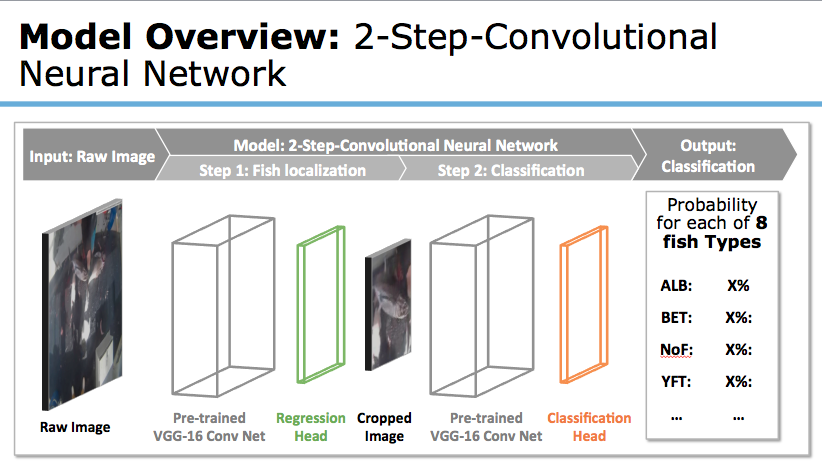 Model Overview: 2-Step-Convolutional
Neural Network
Input: Raw Image
Model: 2-Step-Convolutional Neural Network
Step 1: Fish localization
Step 2: Classification
Output:
Classification
Probability
for each of 8
fish Types
ALB: X%
BET: X%:
NoF: X%:
YFT: X%:
... ...
Raw Image
Pre-trained
VGG-16 Conv Net
Regression
Head
Cropped
Image
Pre-trained
VGG-16 Conv Net
Classification
Head